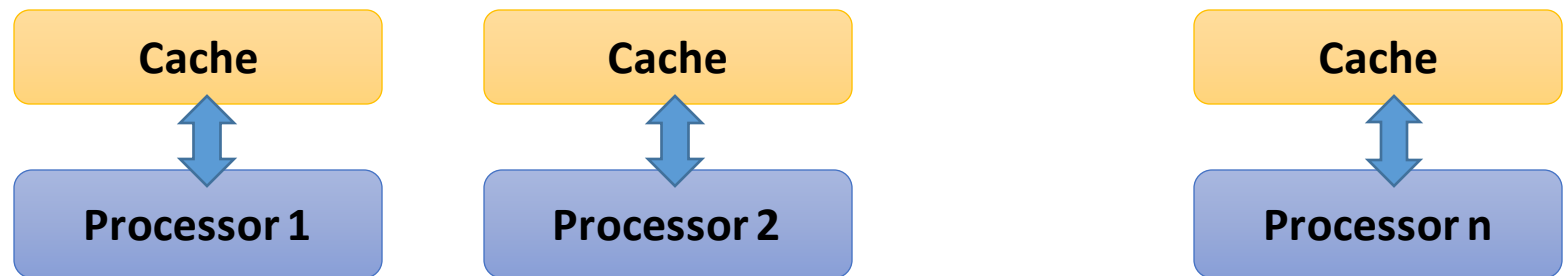 Cache
Cache
Cache
Processor 1
Processor 2
Processor n